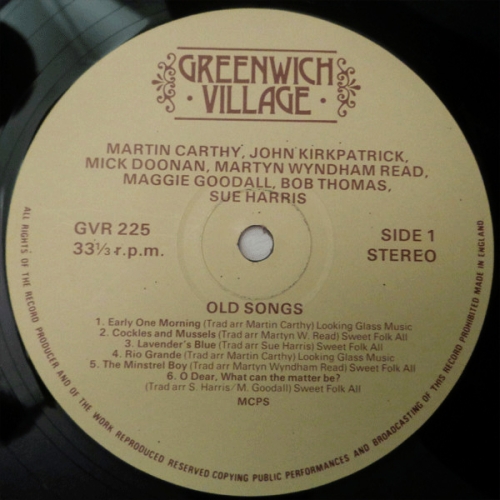 GREENWICH
· VILLAGE ·
MARTIN CARTHY, JOHN KIRKPATRICK,
MICK DOONAN, MARTYN WYNDHAM READ,
MAGGIE GOODALL, BOB THOMAS,
SUE HARRIS
GVR 225
33⅓ r.p.m.
SIDE 1
STEREO
OLD SONGS
1. Early One Morning (Trad arr Martin Carthy) Looking Glass Music
2. Cockles and Mussels (Trad arr Martyn W. Read) Sweet Folk All
3. Lavender's Blue (Trad arr Sue Harris) Sweet Folk All
4. Rio Grande (Trad arr Martin Carthy) Looking Glass Music
5. The Minstrel Boy (Trad arr Martyn Wyndham Read) Sweet Folk All
6. O Dear, What can the matter be?
(Trad arr S. Harris/M. Goodall) Sweet Folk All
MCPS
ALL RIGHTS OF THE RECORD PRODUCER AND OF THE WORK REPRODUCED RESERVED COPYING PUBLIC PERFORMANCES AND BROADCASTING OF THIS RECORD PROHIBITED MADE IN ENGLAND